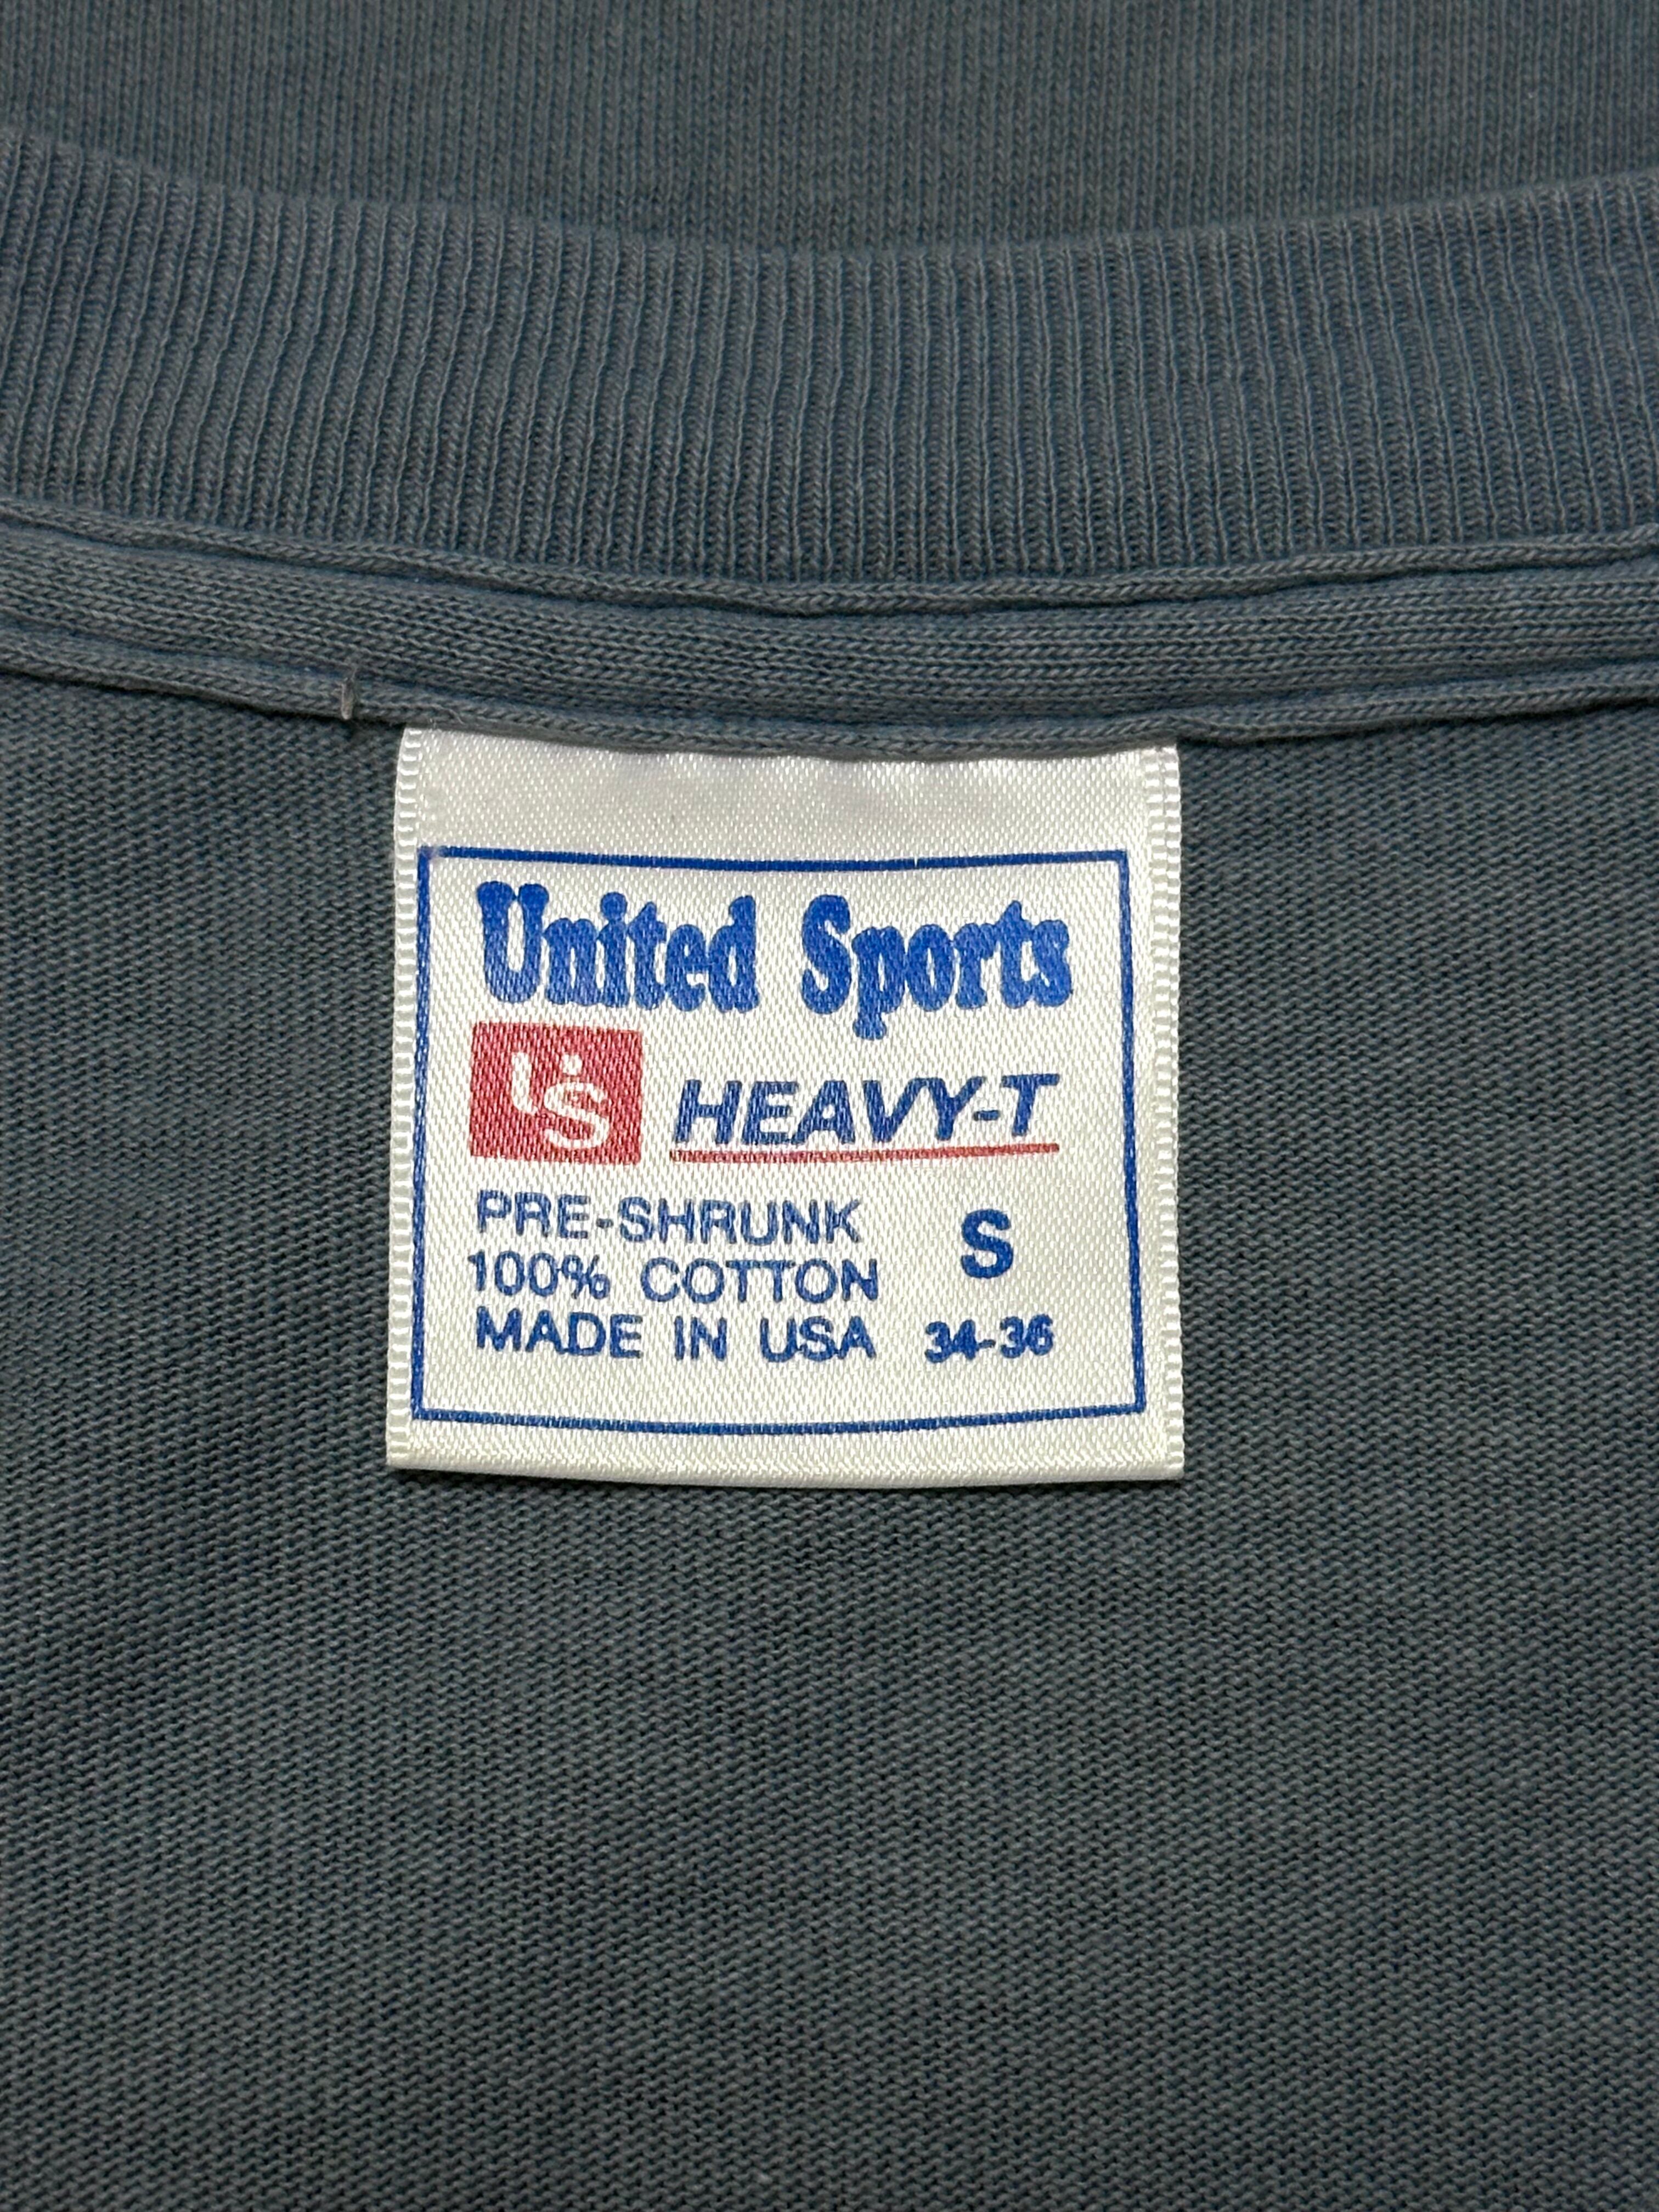 United Sports
U.S HEAVY-T
PRE-SHRUNK S
100% COTTON
MADE IN USA 34-36